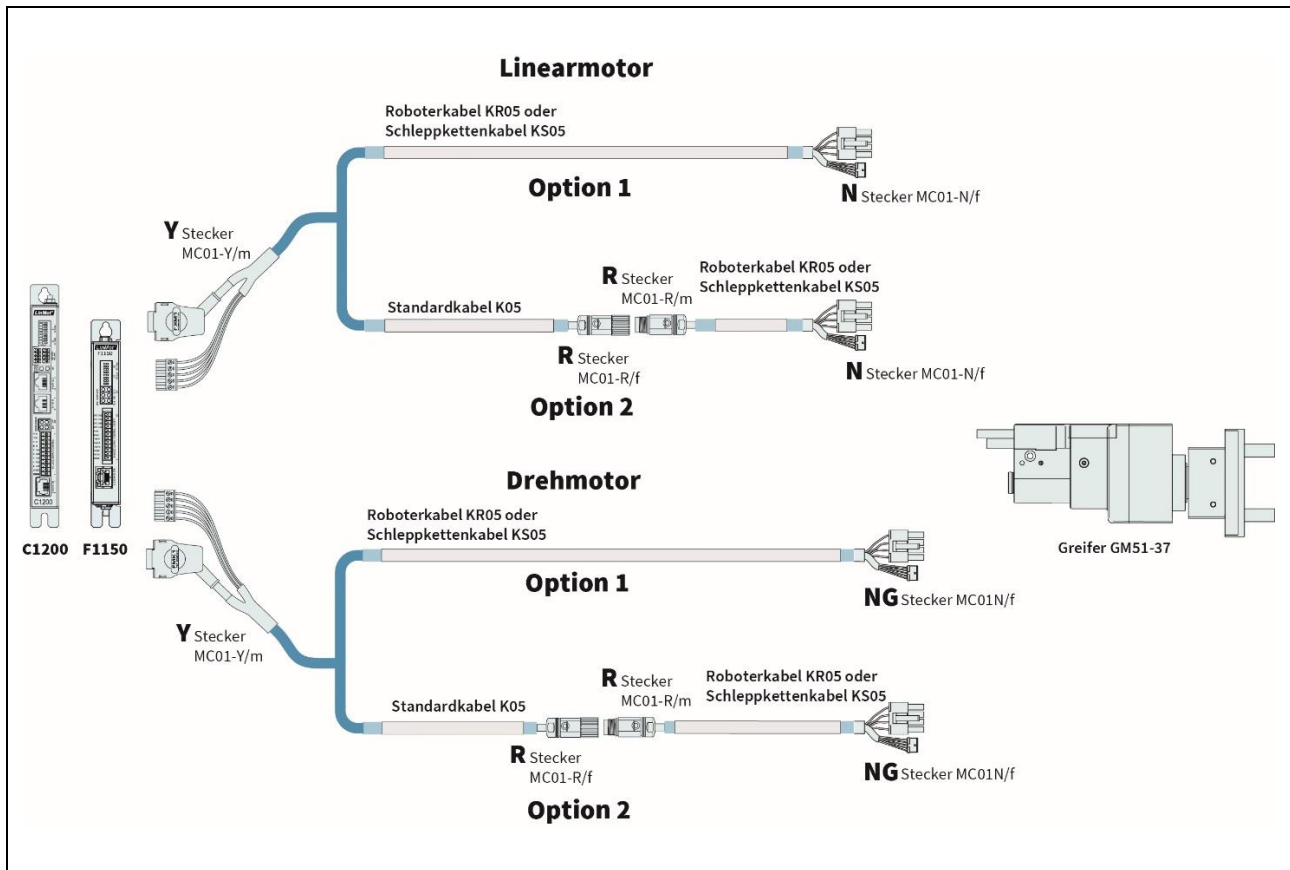 Linearmotor
Roboterkabel KR05 oder
Schleppkettenkabel KS05
Option 1
N Stecker MC01-N/f
Y Stecker
MC01-Y/m
Standardkabel K05
R Stecker
MC01-R/m
Roboterkabel KR05 oder
Schleppkettenkabel KS05
R Stecker
MC01-R/f
N Stecker MC01-N/f
Option 2
LinMot
F1150
C1200
C1200
F1150
Drehmotor
Roboterkabel KR05 oder
Schleppkettenkabel KS05
Option 1
NG Stecker MC01N/f
Greifer GM51-37
Y Stecker
MC01-Y/m
Standardkabel K05
R Stecker
MC01-R/m
Roboterkabel KR05 oder
Schleppkettenkabel KS05
R Stecker
MC01-R/f
NG Stecker MC01N/f
Option 2